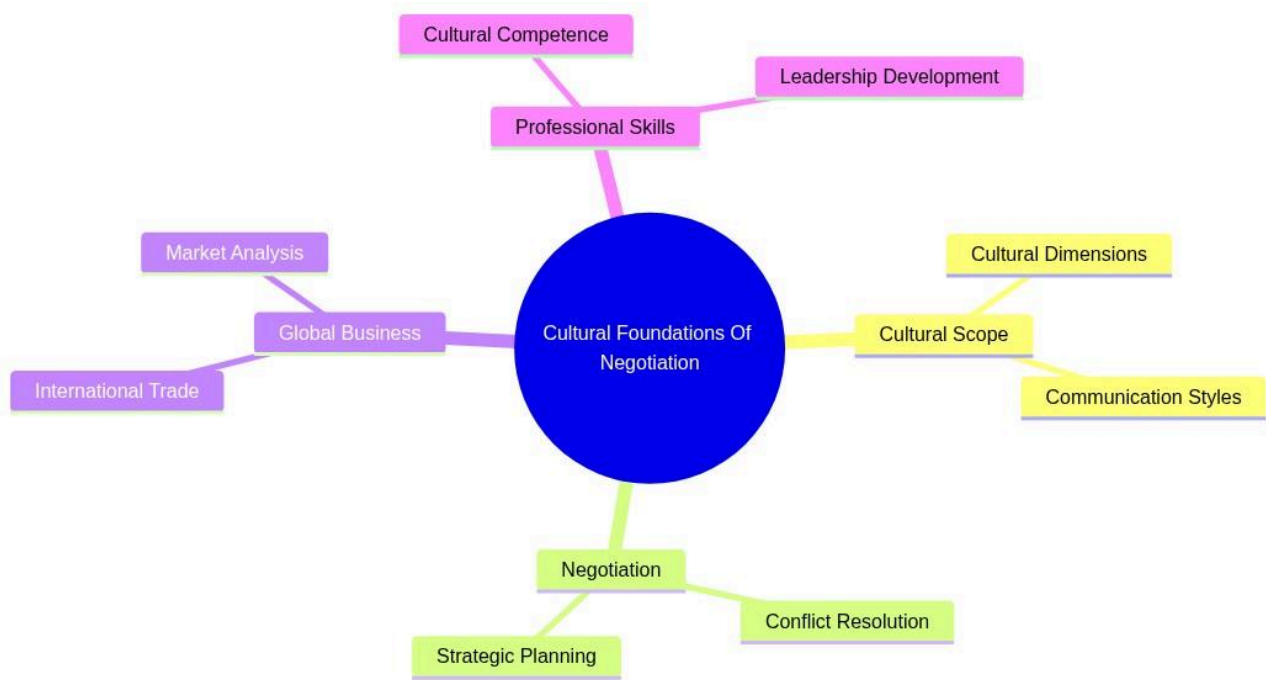 Cultural Competence
Leadership Development
Professional Skills
Market Analysis
Cultural Dimensions
Global Business
Cultural Foundations Of
Negotiation
Cultural Scope
International Trade
Communication Styles
Negotiation
Conflict Resolution
Strategic Planning